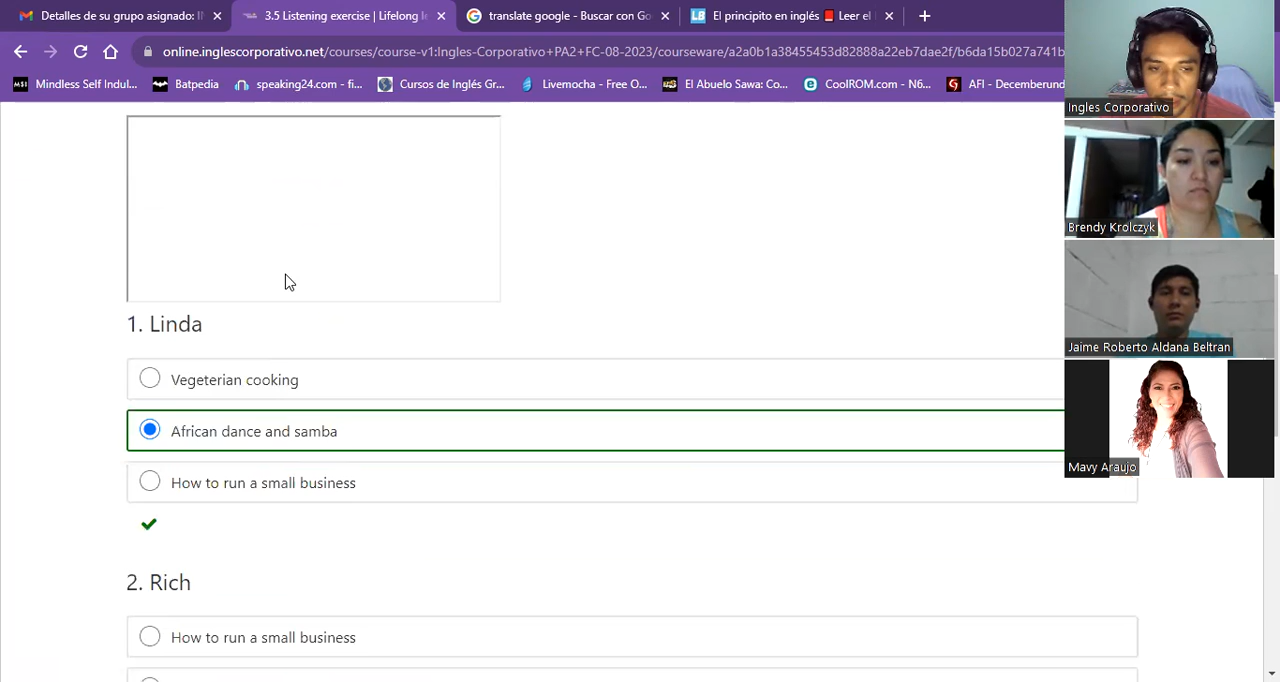 Detalles de su grupo asignado: IN
3.5 Listening exercise | Lifelong le
translate google - Buscar con Go
El principito en inglés 📕 Leer el l
online.inglescorporativo.net/courses/course-v1:Ingles-Corporativo+PA2+FC-08-2023/courseware/a2a0b1a38455453d82888a22eb7dae2f/b6da15b027a741b
Mindless Self Indul...
Batpedia
speaking24.com - fi...
Cursos de Inglés Gr...
Livemocha - Free O...
El Abuelo Sawa: Co...
CoolROM.com - N6...
AFI - Decemberund
Ingles Corporativo
Brendy Krolczyk
Jaime Roberto Aldana Beltran
Mavy Araujo
1. Linda
Vegeterian cooking
African dance and samba
How to run a small business
2. Rich
How to run a small business